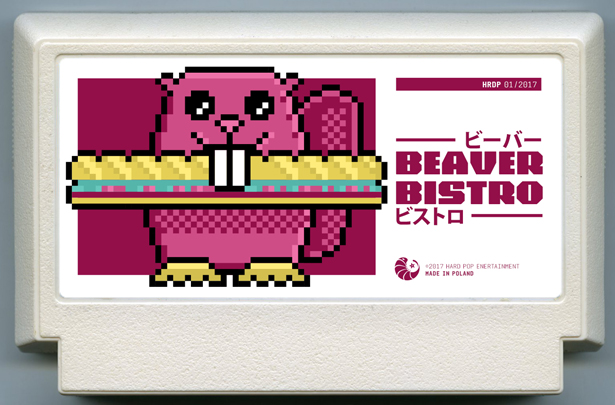 HRDP 01/2017
ビーバー
BEAVER
BISTRO
ビストロ
©2017 HARD POP ENERTAINMENT
MADE IN POLAND